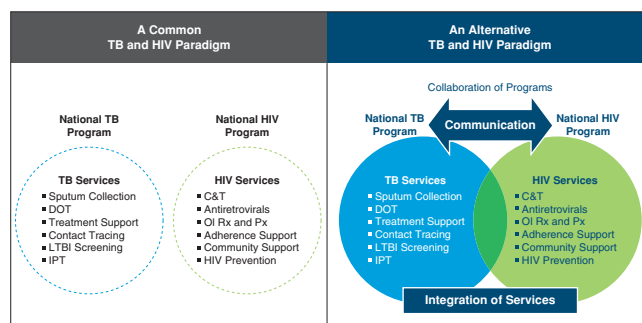 A Common
TB and HIV Paradigm
National TB
Program
National HIV
Program
TB Services
Sputum Collection
DOT
Treatment Support
Contact Tracing
LTBI Screening
IPT
HIV Services
C&T
Antiretrovirals
OI Rx and Px
Adherence Support
Community Support
HIV Prevention
An Alternative
TB and HIV Paradigm
Collaboration of Programs
National TB
Program
Communication
National HIV
Program
TB Services
Sputum Collection
DOT
Treatment Support
Contact Tracing
LTBI Screening
IPT
HIV Services
C&T
Antiretrovirals
OI Rx and Px
Adherence Support
Community Support
HIV Prevention
Integration of Services